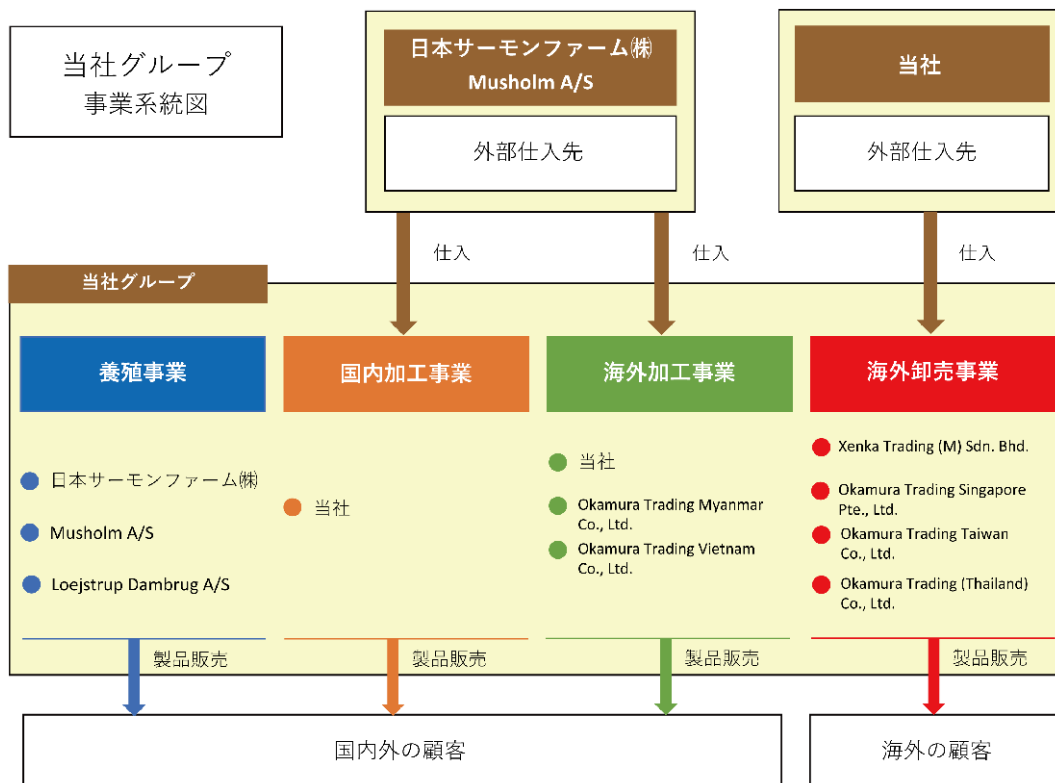 当社グループ
事業系統図
日本サーモンファーム㈱
Musholm A/S
外部仕入先
当社
外部仕入先
仕入
仕入
仕入
当社グループ
養殖事業
国内加工事業
海外加工事業
海外卸売事業
日本サーモンファーム㈱
Musholm A/S
Loejstrup Dambrug A/S
当社
当社
Okamura Trading Myanmar
Co., Ltd.
Okamura Trading Vietnam
Co., Ltd.
Xenka Trading (M) Sdn. Bhd.
Okamura Trading Singapore
Pte., Ltd.
Okamura Trading Taiwan
Co., Ltd.
Okamura Trading (Thailand)
Co., Ltd.
製品販売
製品販売
製品販売
製品販売
国内外の顧客
海外の顧客